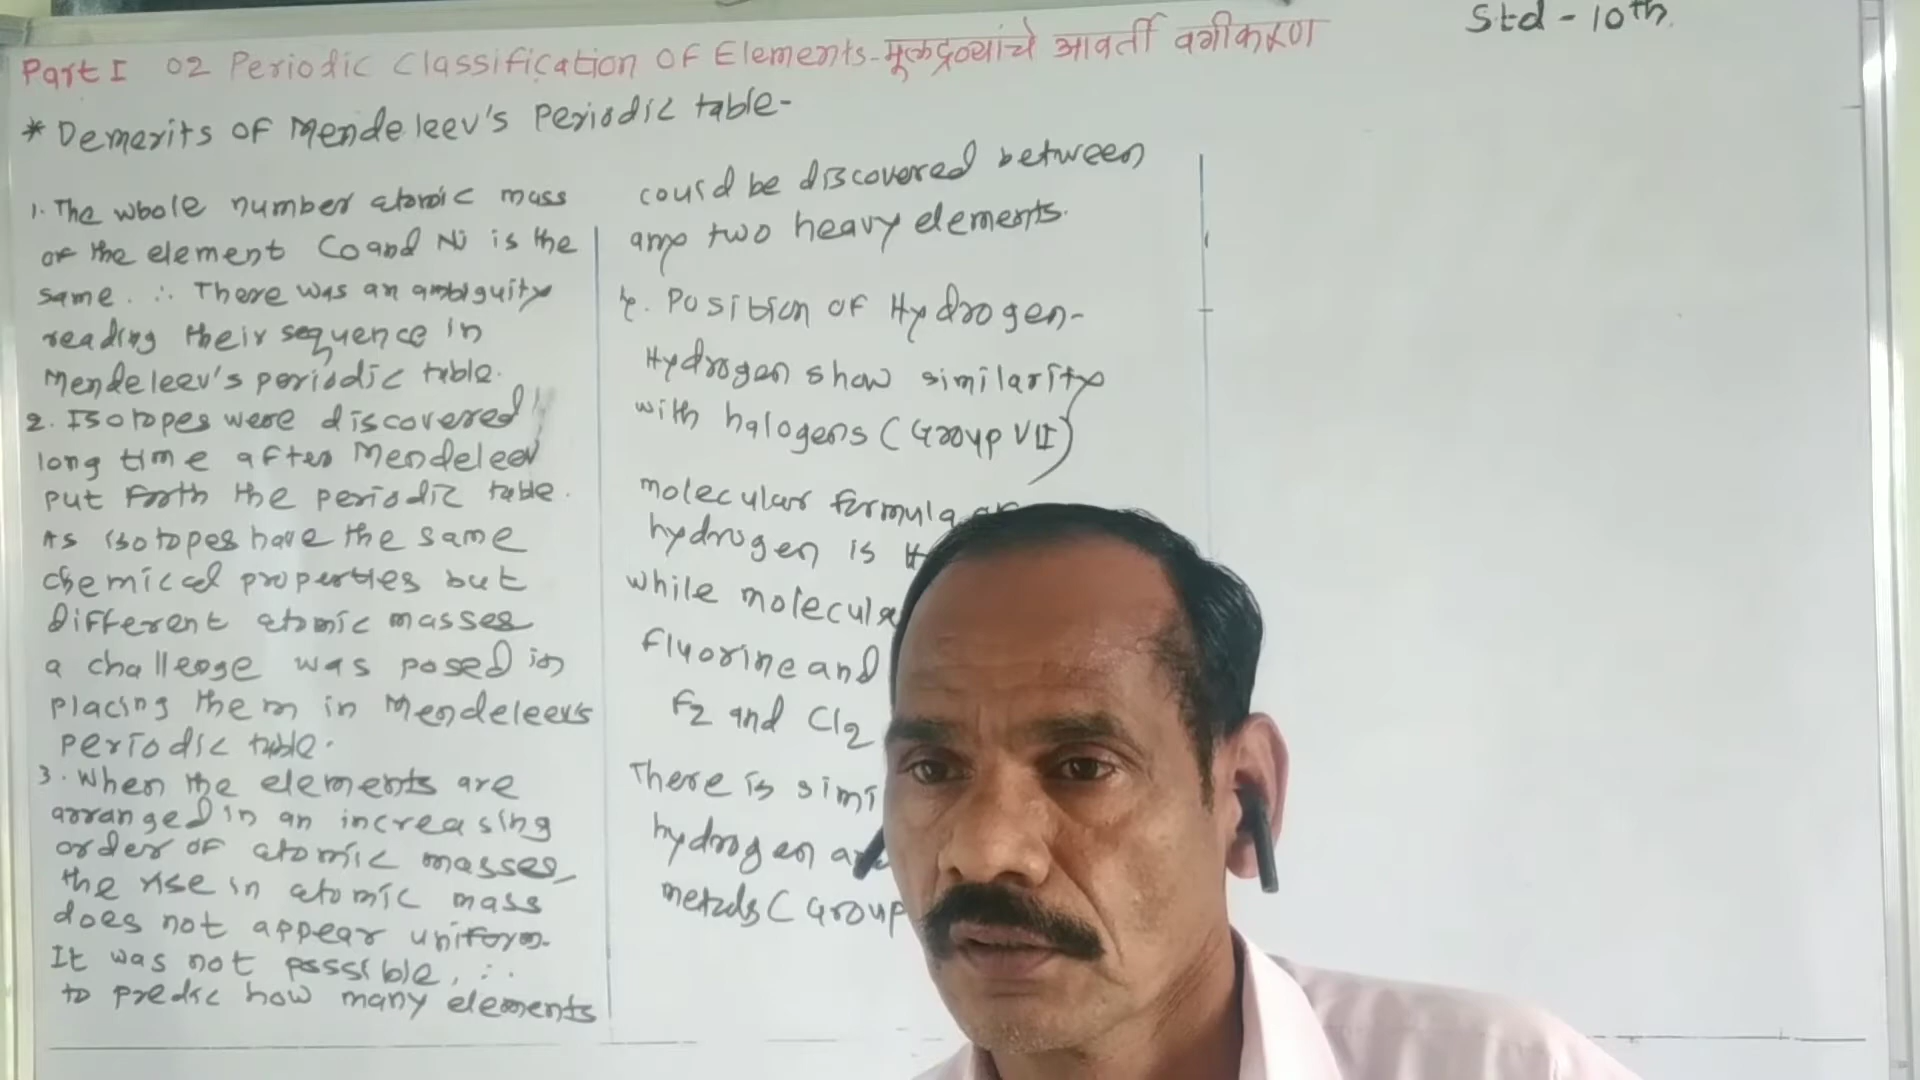 Std - 10th.
Part I 02 Periodic Classification Of Elements-मूलद्रव्यांचे आवर्ती वर्गीकरण
* Demerits of Mendeleev's Periodic table-
1. The whole number atomic mass
of the element Co and Ni is the
same. ∴ There was an ambiguity
reading their sequence in
Mendeleev's periodic table.
2. Isotopes were discovered
long time after Mendeleev
put forth the periodic table.
As isotopes have the same
chemical properties but
different atomic masses
a challenge was posed in
placing them in Mendeleev's
periodic table.
3. When the elements are
arranged in an increasing
order of atomic masses,
the rise in atomic mass
does not appear uniform.
It was not possible, ∴
to predic how many elements
could be discovered between
any two heavy elements.
4. Position of Hydrogen-
Hydrogen show similarity
with halogens (Group VII)
molecular formula
hydrogen is
while
fluorine and
F2 and Cl2
There is
hydrogen
metals (Group